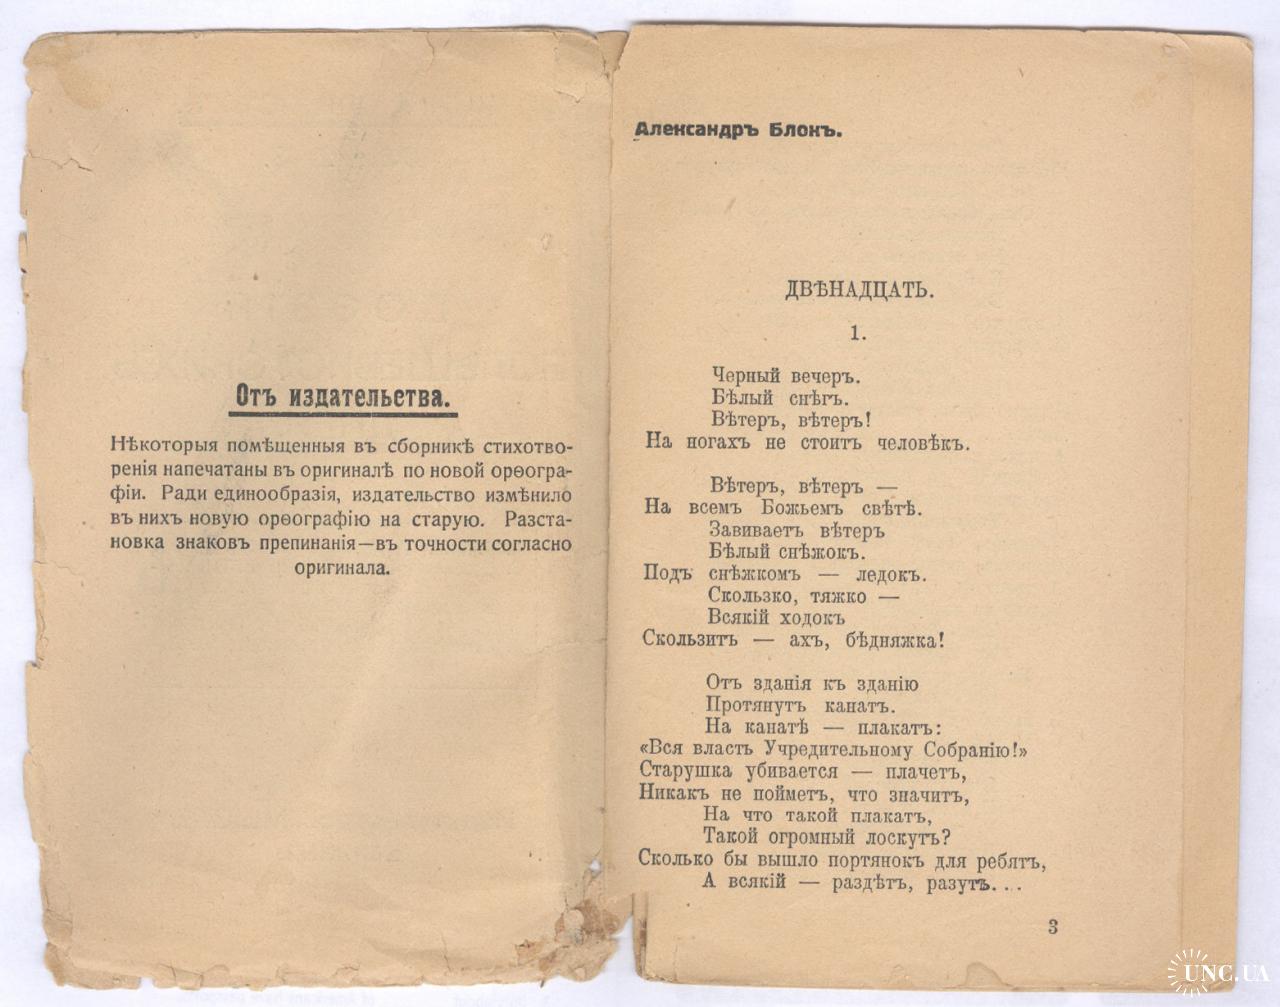 Отъ издательства.
Нѣкоторыя помѣщенныя въ сборникѣ стихотво-
ренія напечатаны въ оригиналѣ по новой орѳогра-
фіи. Ради единообразія, издательство измѣнило
въ нихъ новую орѳографію на старую. Разста-
новка знаковъ препинанія—въ точности согласно
оригинала.
Александръ Блокъ.
ДВѢНАДЦАТЬ.
1.
Черный вечеръ.
Бѣлый снѣгъ.
Вѣтеръ, вѣтеръ!
На ногахъ не стоитъ человѣкъ.
Вѣтеръ, вѣтеръ —
На всемъ Божьемъ свѣтѣ.
Завиваетъ вѣтеръ
Бѣлый снѣжокъ.
Подъ снѣжкомъ — ледокъ.
Скользко, тяжко —
Всякій ходокъ
Скользитъ — ахъ, бѣдняжка!
Отъ зданія къ зданію
Протянутъ канатъ.
На канатѣ — плакатъ:
«Вся власть Учредительному Собранію!»
Старушка убивается — плачетъ,
Никакъ не пойметъ, что значитъ,
На что такой плакатъ,
Такой огромный лоскутъ?
Сколько бы вышло портянокъ для ребятъ,
А всякій — раздѣтъ, разутъ...
3
UNC.UA